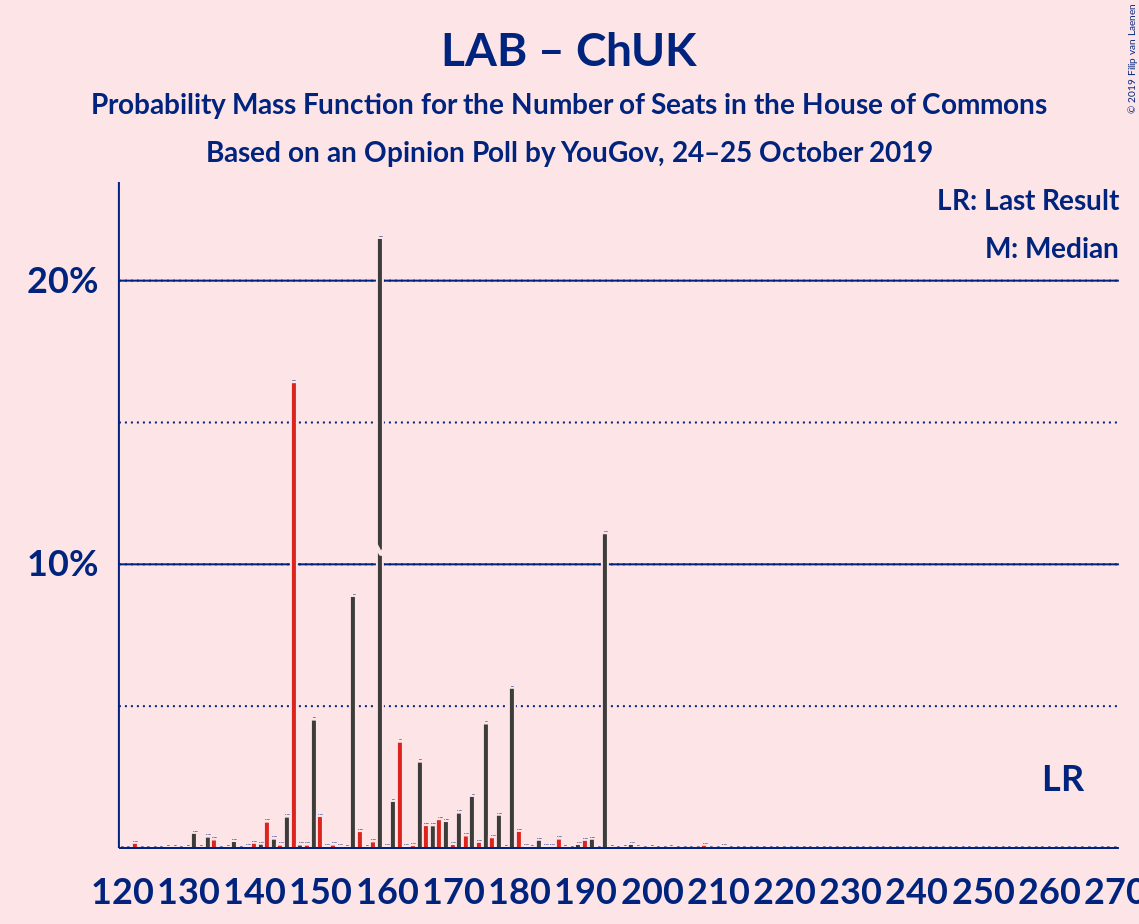 LAB – ChUK
Probability Mass Function for the Number of Seats in the House of Commons
Based on an Opinion Poll by YouGov, 24–25 October 2019
© 2019 Filip van Laenen
LR: Last Result
M: Median
20%
10%
LR
120 130 140 150 160 170 180 190 200 210 220 230 240 250 260 270